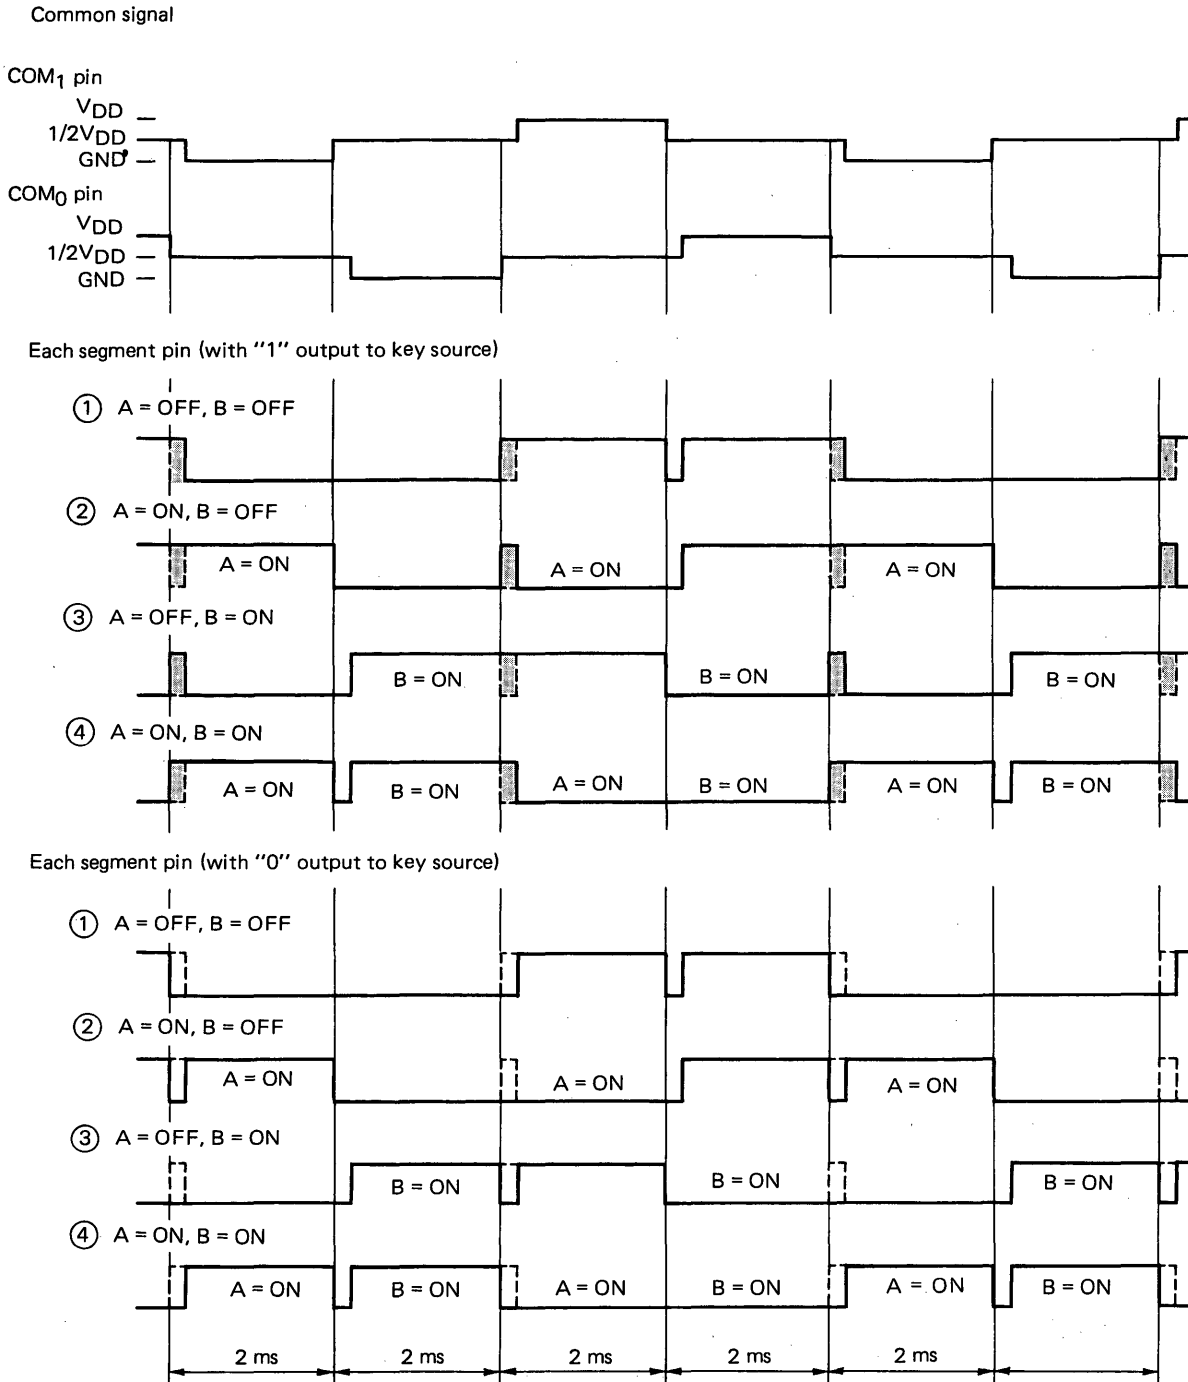 Common signal
COM1 pin
VDD
1/2VDD
GND
COM0 pin
VDD
1/2VDD
GND
Each segment pin (with "1" output to key source)
① A = OFF, B = OFF
② A = ON, B = OFF
A = ON A = ON A = ON
③ A = OFF, B = ON
B = ON B = ON B = ON
④ A = ON, B = ON
A = ON B = ON A = ON B = ON A = ON B = ON
Each segment pin (with "0" output to key source)
① A = OFF, B = OFF
② A = ON, B = OFF
A = ON A = ON A = ON
③ A = OFF, B = ON
B = ON B = ON B = ON
④ A = ON, B = ON
A = ON B = ON A = ON B = ON A = ON B = ON
2 ms 2 ms 2 ms 2 ms 2 ms